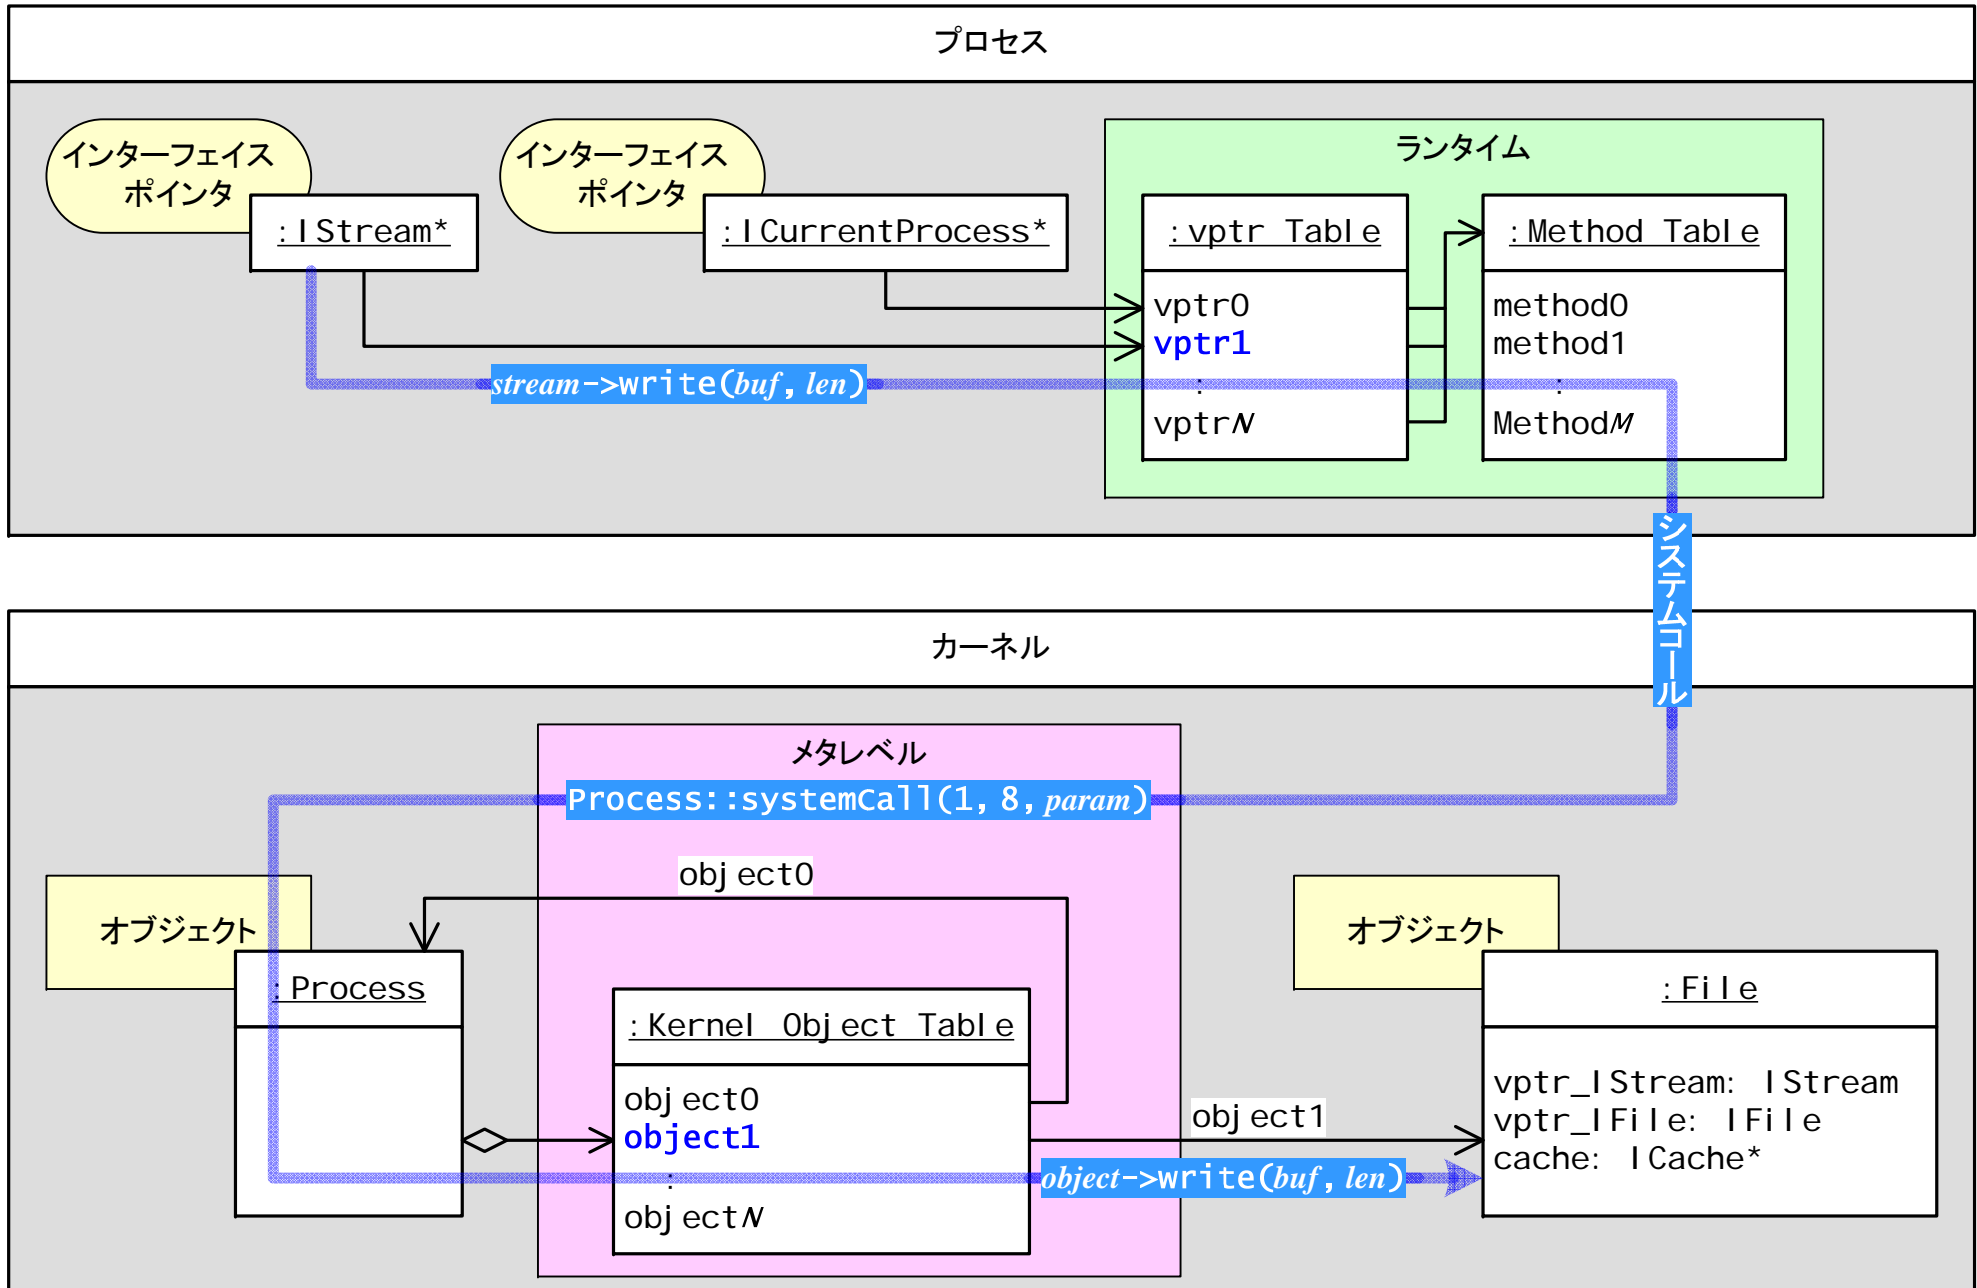 プロセス
インターフェイス
ポインタ
:IStream*
インターフェイス
ポインタ
:ICurrentProcess*
ランタイム
:vptr Table
vptr0
vptr1
:
vptrN
:Method Table
method0
method1
:
MethodM
stream->write(buf, len)
システムコール
カーネル
メタレベル
Process::systemCall(1, 8, param)
object0
オブジェクト
:Process
:Kernel Object Table
object0
object1
:
objectN
object1
object->write(buf, len)
オブジェクト
:File
vptr_IStream: IStream
vptr_IFile: IFile
cache: ICache*